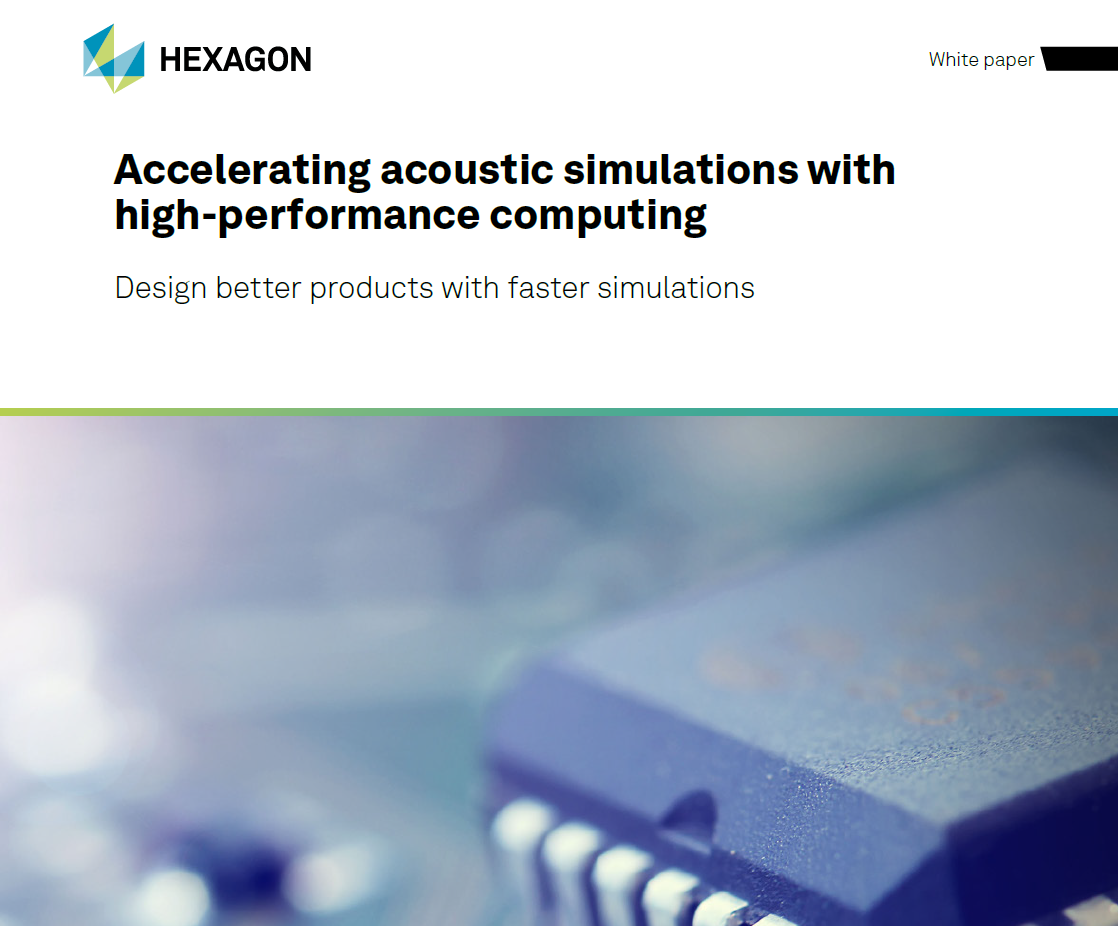 HEXAGON
White paper
Accelerating acoustic simulations with
high-performance computing
Design better products with faster simulations